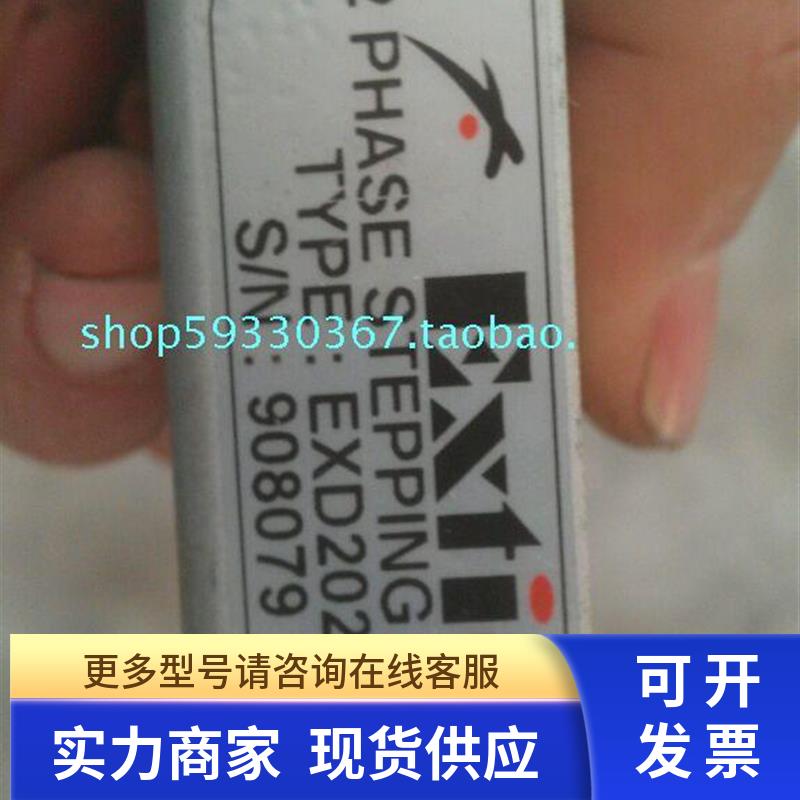 Exti
2 PHASE STEPPING
TYPE: EXD202
S/N: 908079
shop59330367.taobao.
更多型号请咨询在线客服
实力商家 现货供应
可开
发票